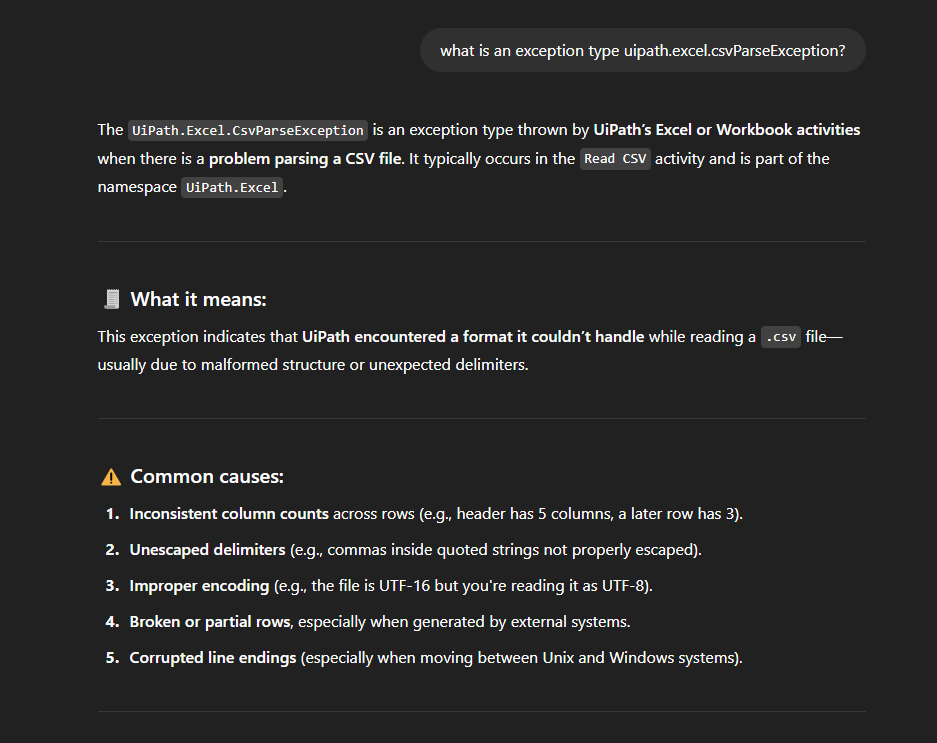 what is an exception type uipath.excel.csvParseException?
The UiPath.Excel.CsvParseException is an exception type thrown by UiPath's Excel or Workbook activities
when there is a problem parsing a CSV file. It typically occurs in the Read CSV activity and is part of the
namespace UiPath.Excel.
What it means:
This exception indicates that UiPath encountered a format it couldn't handle while reading a .csv file—
usually due to malformed structure or unexpected delimiters.
Common causes:
1. Inconsistent column counts across rows (e.g., header has 5 columns, a later row has 3).
2. Unescaped delimiters (e.g., commas inside quoted strings not properly escaped).
3. Improper encoding (e.g., the file is UTF-16 but you're reading it as UTF-8).
4. Broken or partial rows, especially when generated by external systems.
5. Corrupted line endings (especially when moving between Unix and Windows systems).